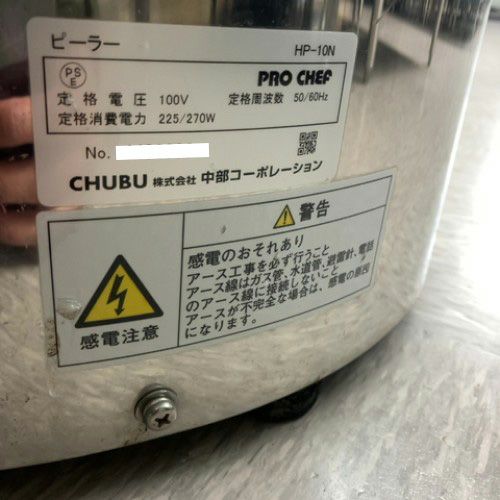 ピーラー HP-10N
PS
E
PRO CHEF
定格電圧 100V 定格周波数 50/60Hz
定格消費電力 225/270W
No.
CHUBU 株式会社 中部コーポレーション
警告
感電のおそれあり
アース工事を必ず行うこと
アース線はガス管、水道管、避雷針、電話
のアース線に接続しないこと
アースが不完全な場合は、感電の原因
になります。
感電注意